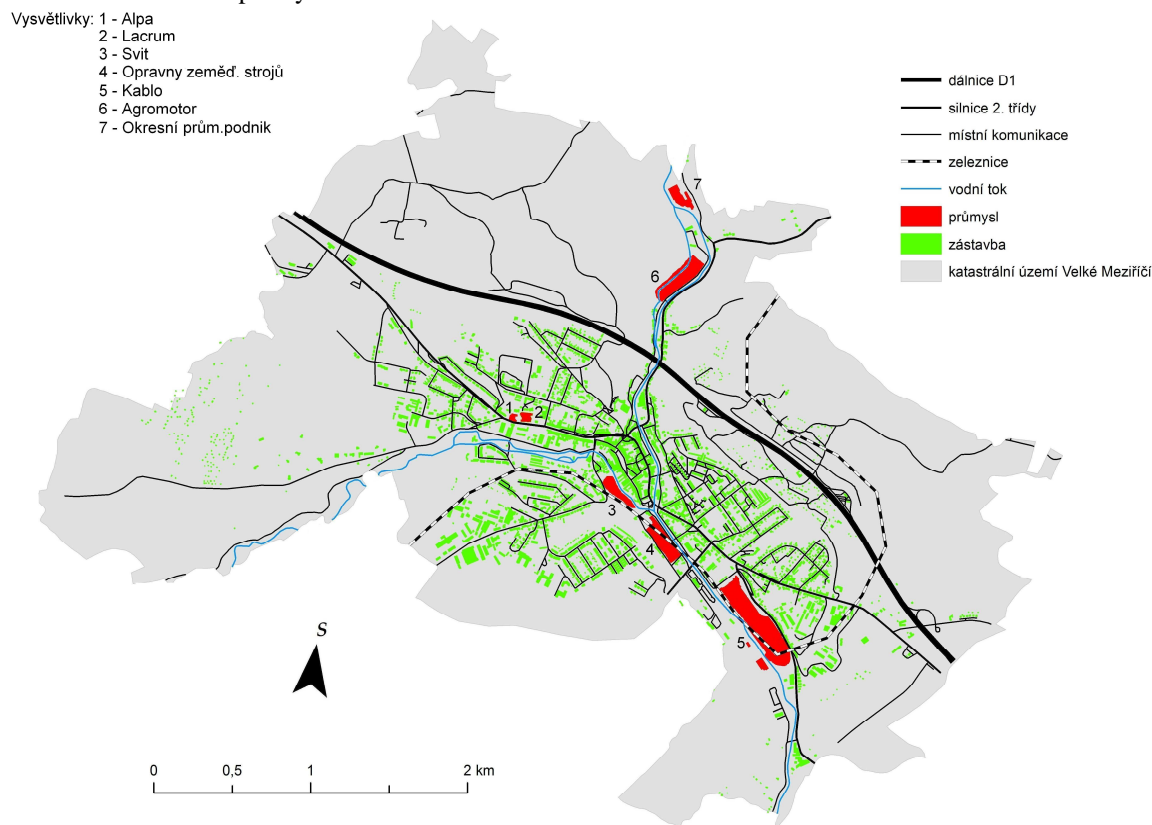 Vysvětlivky: 1 - Alpa
2 - Lacrum
3 - Svit
4 - Opravny zeměď. strojů
5 - Kablo
6 - Agromotor
7 - Okresní prům.podnik
dálnice D1
silnice 2. třídy
místní komunikace
zeleznice
vodní tok
průmysl
zástavba
katastrální území Velké Meziříčí
7
6
1 2
3
4
5
S
0 0,5 1 2 km